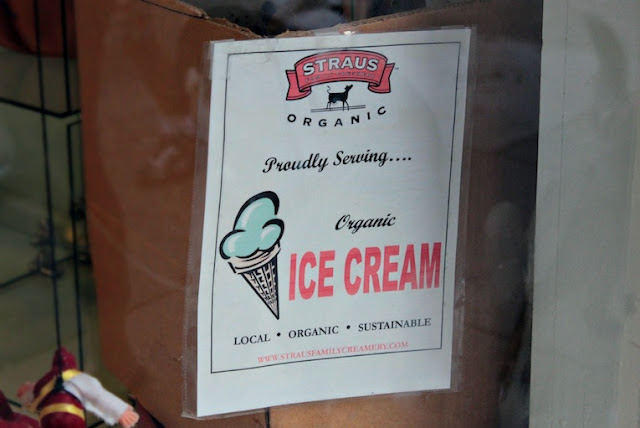 STRAUS
ORGANIC
Proudly Serving....
Organic
ICE CREAM
LOCAL • ORGANIC • SUSTAINABLE
WWW.STRAUSFAMILYCREAMERY.COM